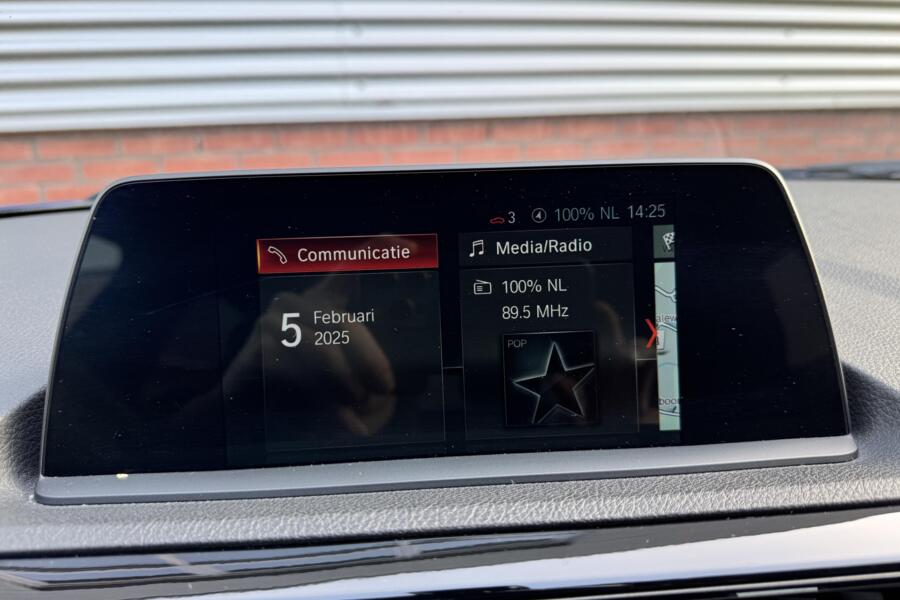 3 100% NL 14:25
Communicatie
Media/Radio
5 Februari
2025
100% NL
89.5 MHz
POP